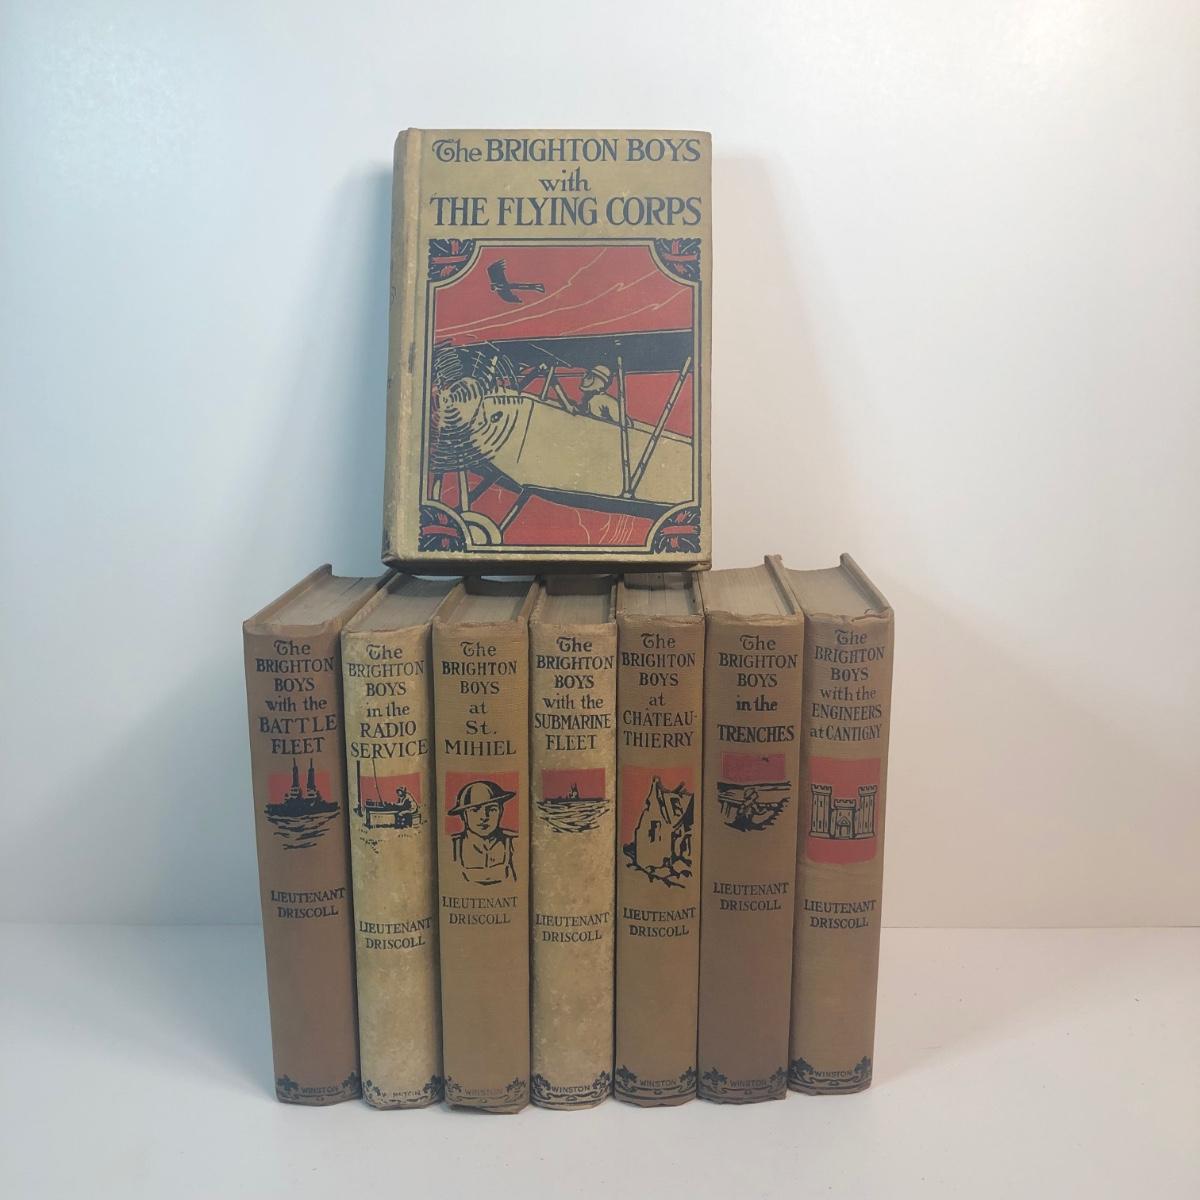 The BRIGHTON BOYS
with
THE FLYING CORPS
The
BRIGHTON
BOYS
with the
BATTLE
FLEET
LIEUTENANT
DRISCOLL
WINSTON
The
BRIGHTON
BOYS
in the
RADIO
SERVICE
LIEUTENANT
DRISCOLL
The
BRIGHTON
BOYS
at
St.
MIHIEL
LIEUTENANT
DRISCOLL
WINSTON
The
BRIGHTON
BOYS
with the
SUBMARINE
FLEET
LIEUTENANT
DRISCOLL
WINSTON
The
BRIGHTON
BOYS
at
CHÂTEAU-
THIERRY
LIEUTENANT
DRISCOLL
WINSTON
The
BRIGHTON
BOYS
in the
TRENCHES
LIEUTENANT
DRISCOLL
WINSTON
The
BRIGHTON
BOYS
with the
ENGINEERS
at CANTIGNY
LIEUTENANT
DRISCOLL
WINSTON